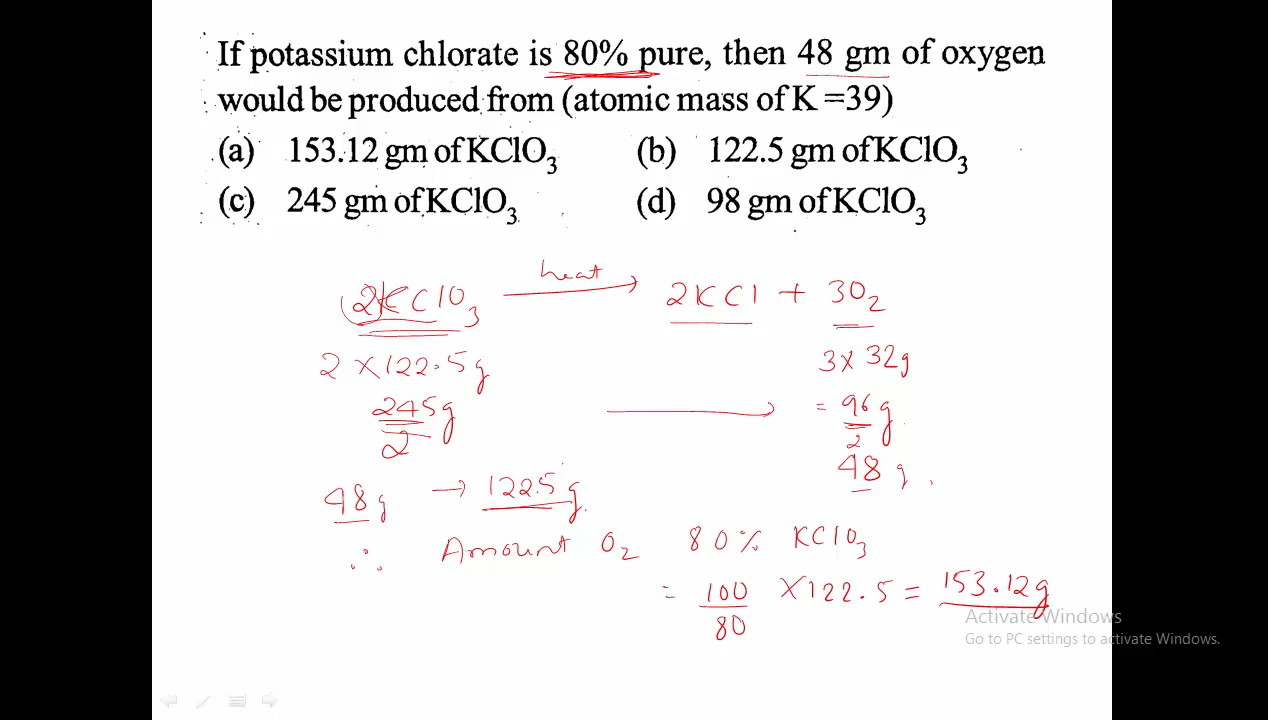 If potassium chlorate is 80% pure, then 48 gm of oxygen
would be produced from (atomic mass of K =39)
(a) 153.12 gm of KClO3 (b) 122.5 gm of KClO3
(c) 245 gm of KClO3 (d) 98 gm of KClO3
2KClO3 heat → 2KCl + 3O2
2 × 122.5g 3 × 32g
245g/2 → = 96g/2
48g.
48g → 122.5g
∴ Amount O2 80% KClO3
= 100/80 × 122.5 = 153.12g
Activate Windows
Go to PC settings to activate Windows.